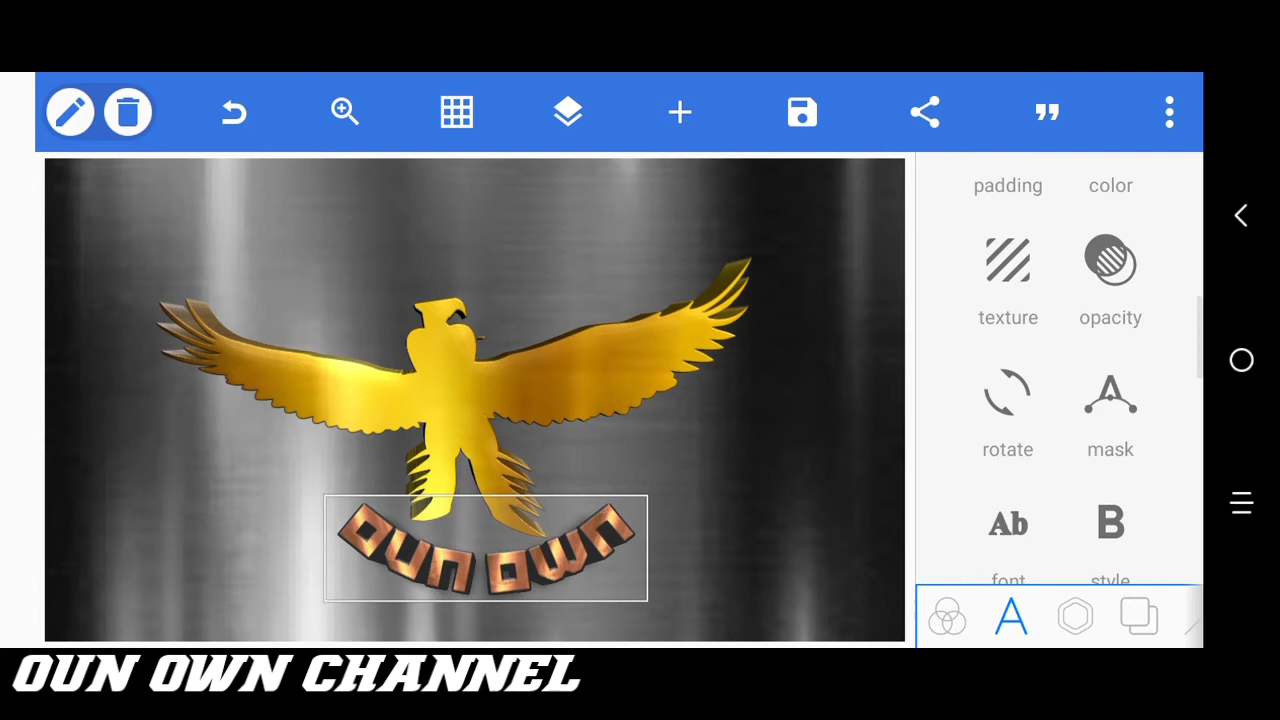 padding color
texture opacity
rotate mask
Ab B
font style
OUN OWN
A
OUN OWN CHANNEL